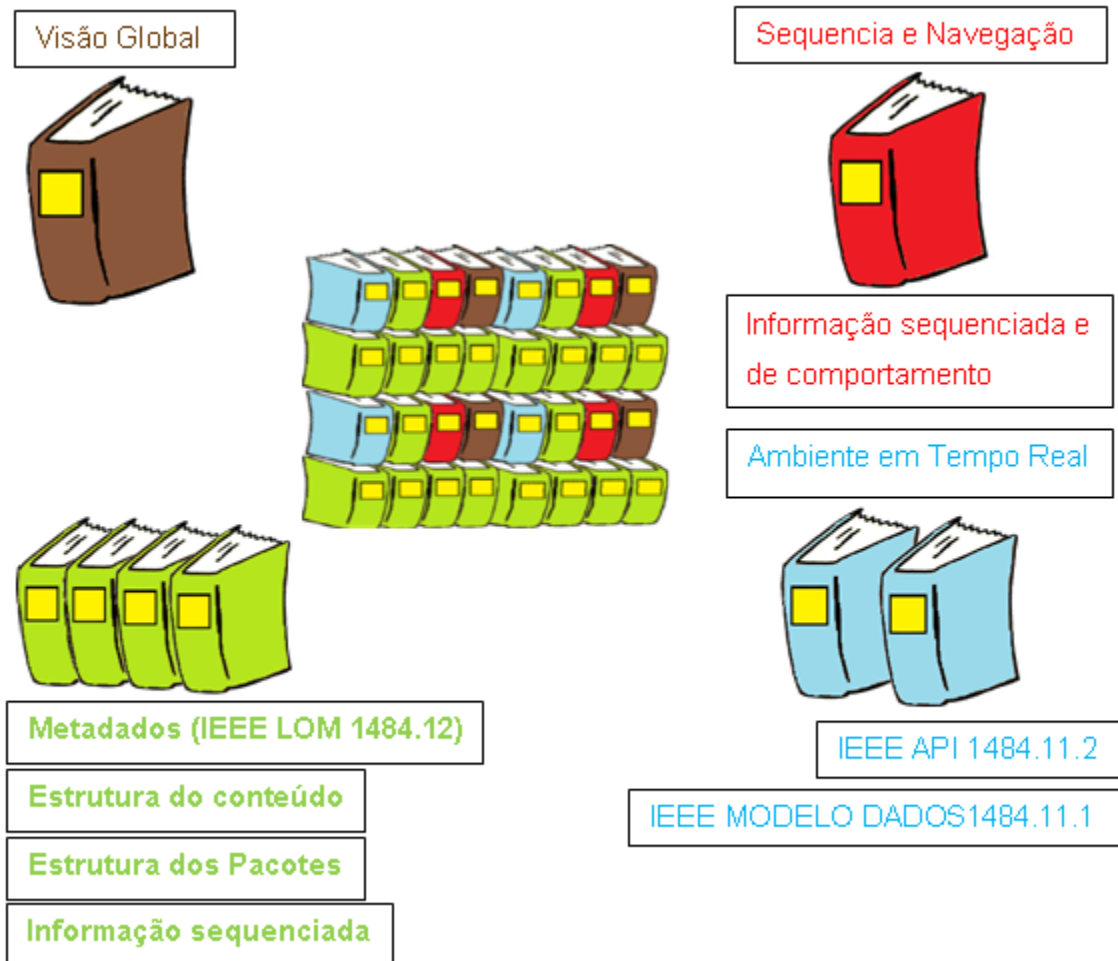 Visão Global
Sequencia e Navegação
Informação sequenciada e
de comportamento
Ambiente em Tempo Real
Metadados (IEEE LOM 1484.12)
Estrutura do conteúdo
Estrutura dos Pacotes
Informação sequenciada
IEEE API 1484.11.2
IEEE MODELO DADOS1484.11.1